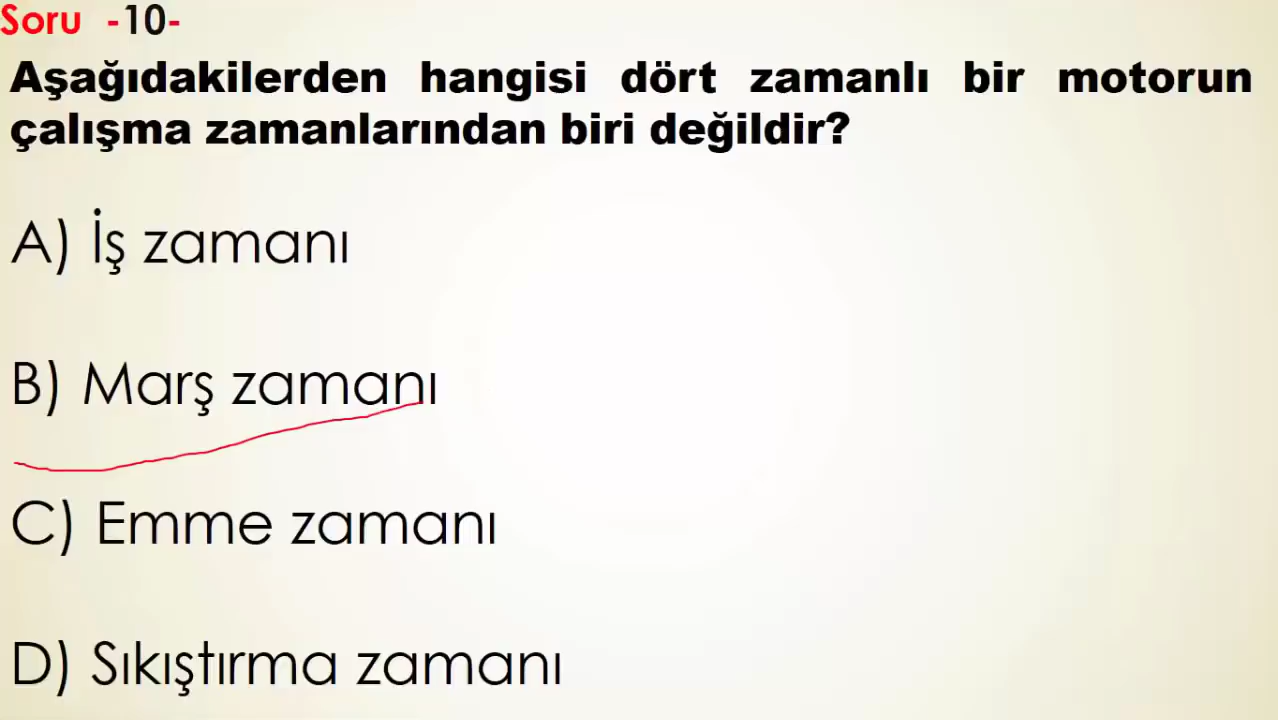 Soru -10-
Aşağıdakilerden hangisi dört zamanlı bir motorun
çalışma zamanlarından biri değildir?
A) İş zamanı
B) Marş zamanı
C) Emme zamanı
D) Sıkıştırma zamanı